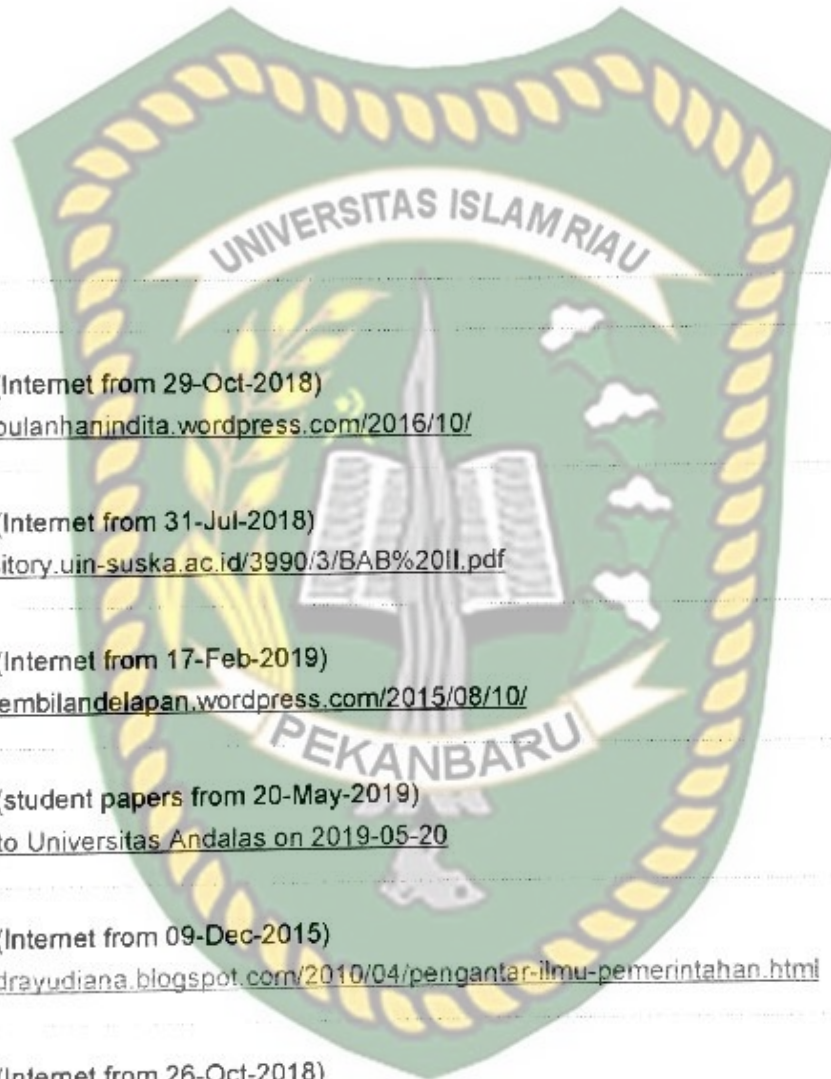 UNIVERSITAS ISLAM RIAU
(Internet from 29-Oct-2018)
bulanhanindita.wordpress.com/2016/10/
(Internet from 31-Jul-2018)
itory.uin-suska.ac.id/3990/3/BAB%20II.pdf
(Internet from 17-Feb-2019)
embilandelapan.wordpress.com/2015/08/10/
PEKANBARU
(student papers from 20-May-2019)
to Universitas Andalas on 2019-05-20
(Internet from 09-Dec-2015)
drayudiana.blogspot.com/2010/04/pengantar-ilmu-pemerintahan.html
(Internet from 26-Oct-2018)